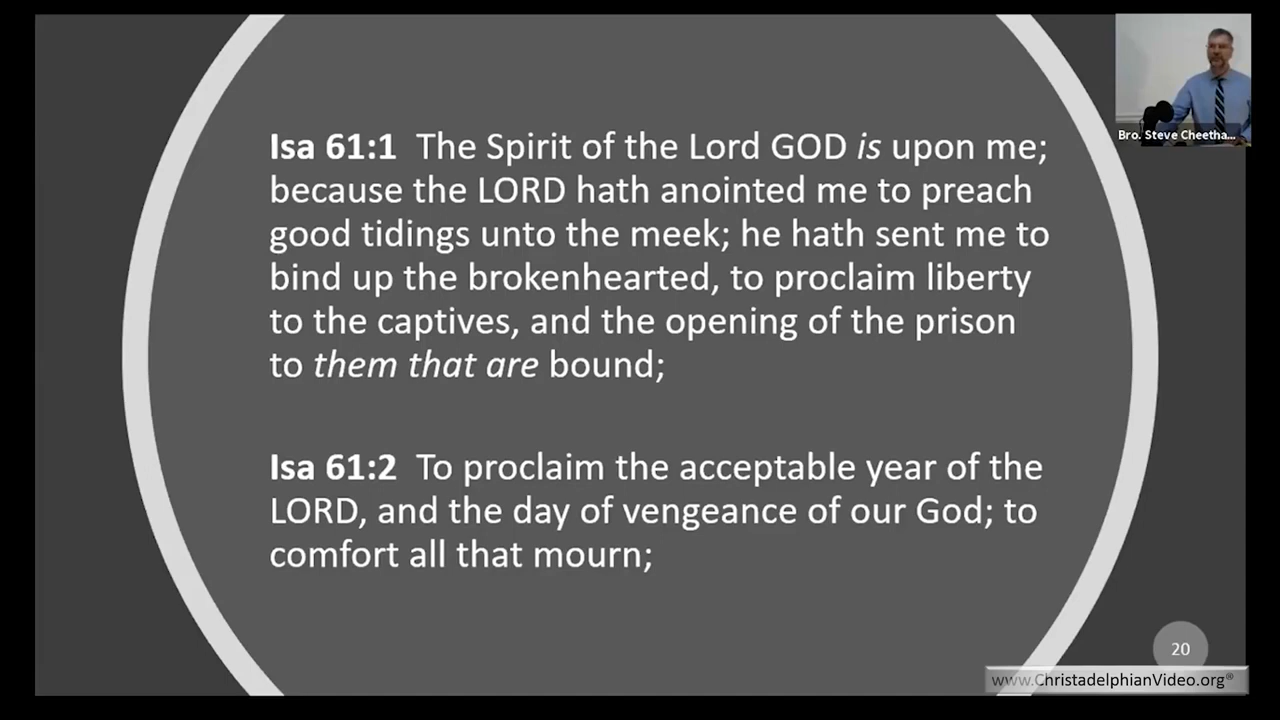 Bro. Steve Cheetha...
Isa 61:1 The Spirit of the Lord GOD is upon me;
because the LORD hath anointed me to preach
good tidings unto the meek; he hath sent me to
bind up the brokenhearted, to proclaim liberty
to the captives, and the opening of the prison
to them that are bound;
Isa 61:2 To proclaim the acceptable year of the
LORD, and the day of vengeance of our God; to
comfort all that mourn;
20
www.ChristadelphianVideo.org®